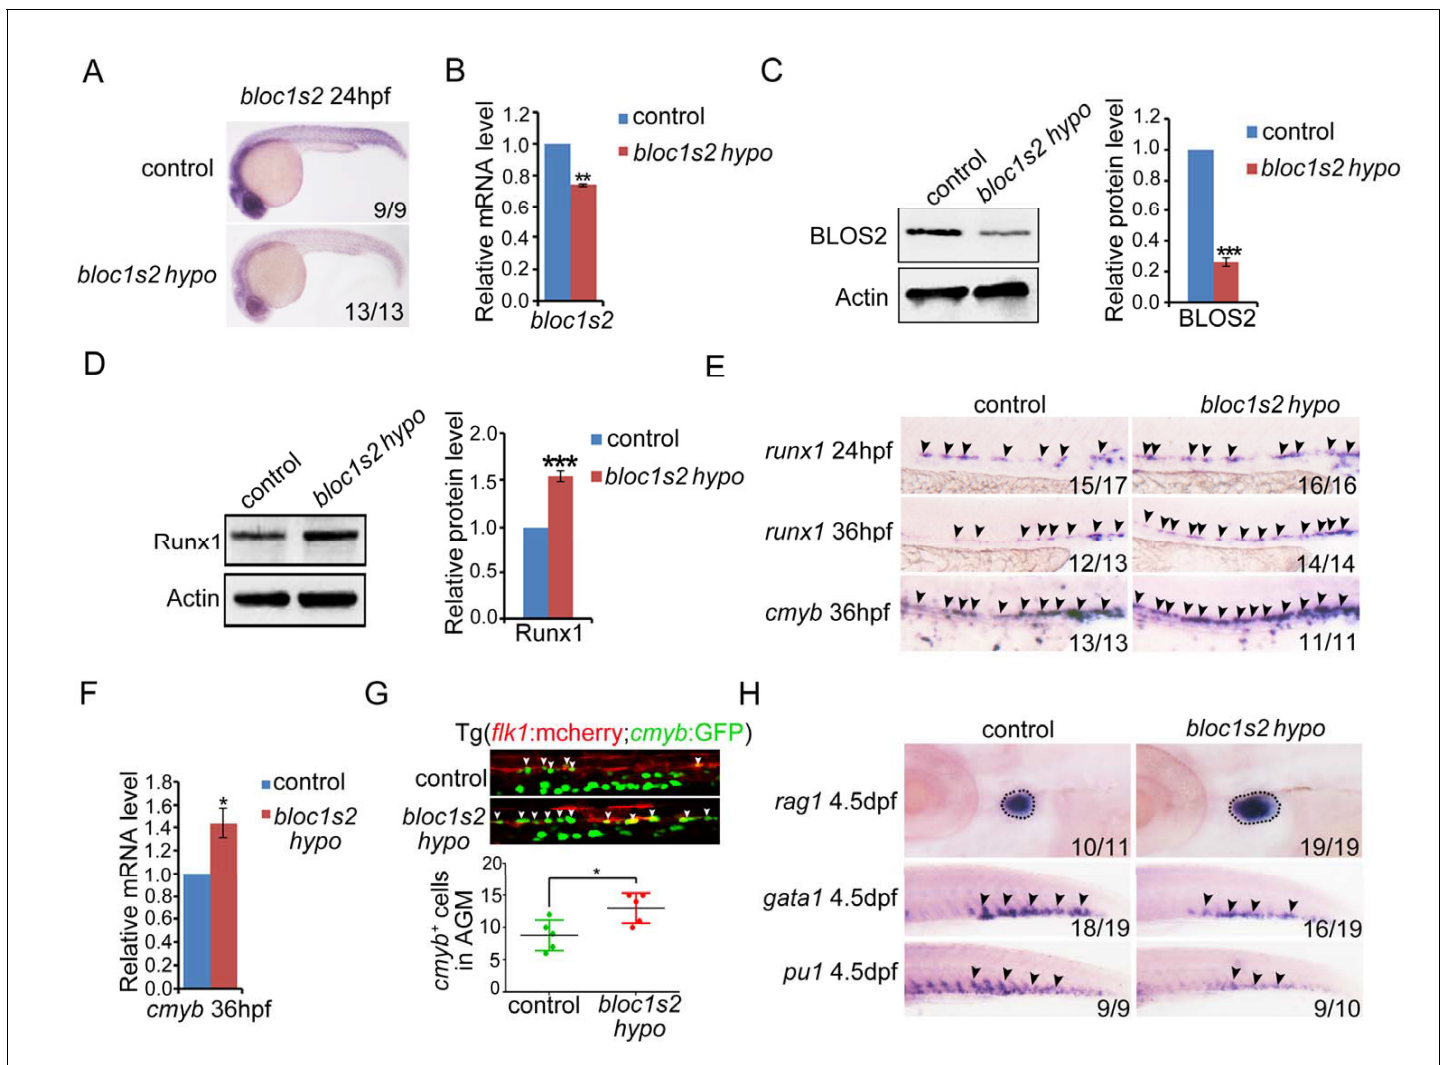 A
bloc1s2 24hpf
control
9/9
bloc1s2 hypo
13/13
B
Relative mRNA level
1.2
1.0
0.8
0.6
0.4
0.2
0.0
**
bloc1s2
control
bloc1s2 hypo
C
control
bloc1s2 hypo
BLOS2
Actin
Relative protein level
1.2
1.0
0.8
0.6
0.4
0.2
0.0
***
BLOS2
control
bloc1s2 hypo
D
control
bloc1s2 hypo
Runx1
Actin
Relative protein level
2.0
1.5
1.0
0.5
0.0
***
Runx1
control
bloc1s2 hypo
E
control
bloc1s2 hypo
runx1 24hpf
15/17
16/16
runx1 36hpf
12/13
14/14
cmyb 36hpf
13/13
11/11
F
Relative mRNA level
1.8
1.6
1.4
1.2
1.0
0.8
0.6
0.4
0.2
0.0
*
cmyb 36hpf
control
bloc1s2
hypo
G
Tg(flk1:mcherry;cmyb:GFP)
control
bloc1s2
hypo
cmyb+ cells
in AGM
20
15
10
5
0
*
control
bloc1s2
hypo
H
control
bloc1s2 hypo
rag1 4.5dpf
10/11
19/19
gata1 4.5dpf
18/19
16/19
pu1 4.5dpf
9/9
9/10